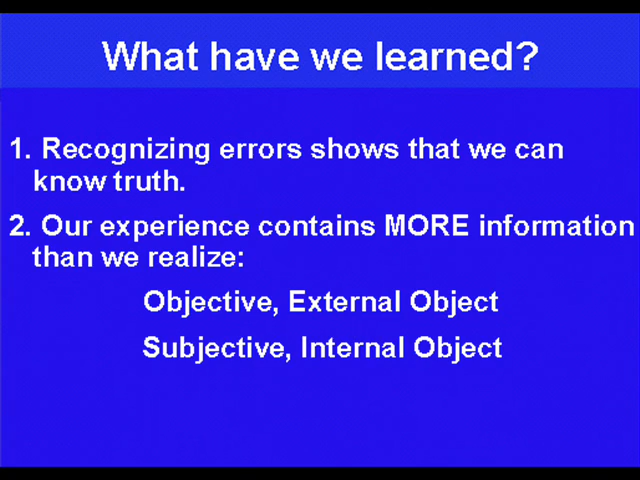 What have we learned?
1. Recognizing errors shows that we can
know truth.
2. Our experience contains MORE information
than we realize:
Objective, External Object
Subjective, Internal Object